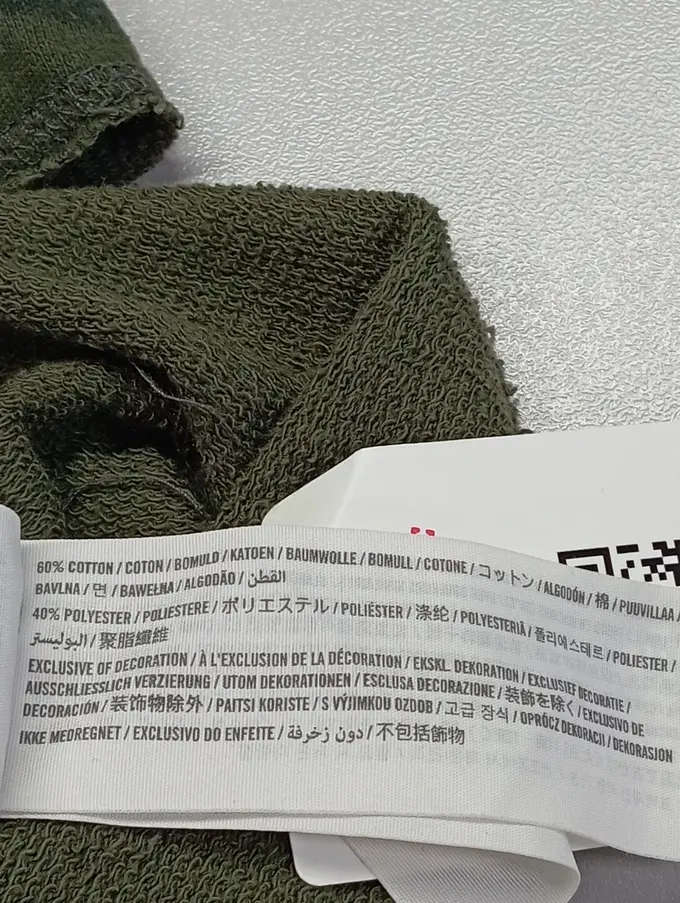 60% COTTON / COTON / BOMULD / KATOEN / BAUMWOLLE / BOMULL / COTONE / コットン / ALGODÓN / 棉 / PUUVILLAA /
BAVLNA / 면 / BAWEŁNA / ALGODÃO / القطن
40% POLYESTER / POLIESTERE / ポリエステル / POLIÉSTER / 涤纶 / POLYESTERIÄ / 폴리에스테르 / POLIESTER /
البوليستر / 聚脂纖維
EXCLUSIVE OF DECORATION / À L'EXCLUSION DE LA DÉCORATION / EKSKL. DEKORATION / EXCLUSIEF DECORATIE /
AUSSCHLIESSLICH VERZIERUNG / UTOM DEKORATIONEN / ESCLUSA DECORAZIONE / 装飾を除く / EXCLUSIVO DE
DECORACIÓN / 装饰物除外 / PAITSI KORISTE / S VÝJIMKOU OZDOB / 고급 장식 / OPRÓCZ DEKORACJI / DEKORASJON
IKKE MEDREGNET / EXCLUSIVO DO ENFEITE / دون زخرفة / 不包括飾物